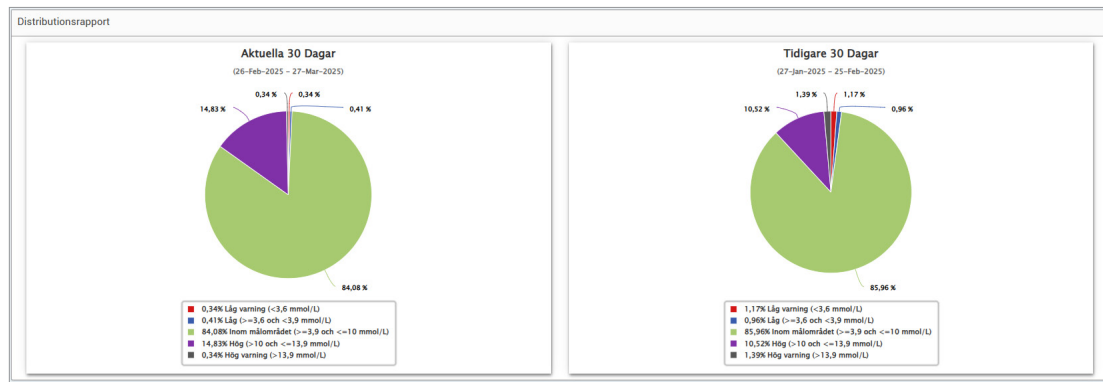 Distributionsrapport
Aktuella 30 Dagar
(26-Feb-2025 - 27-Mar-2025)
0,34 %
0,34 %
14,83 %
0,41 %
84,08 %
0,34% Låg varning (<3,6 mmol/L)
0,41% Låg (>=3,6 och <3,9 mmol/L)
84,08% Inom målområdet (>=3,9 och <=10 mmol/L)
14,83% Hög (>10 och <=13,9 mmol/L)
0,34% Hög varning (>13,9 mmol/L)
Tidigare 30 Dagar
(27-Jan-2025 - 25-Feb-2025)
1,39 %
1,17 %
10,52 %
0,96 %
85,96 %
1,17% Låg varning (<3,6 mmol/L)
0,96% Låg (>=3,6 och <3,9 mmol/L)
85,96% Inom målområdet (>=3,9 och <=10 mmol/L)
10,52% Hög (>10 och <=13,9 mmol/L)
1,39% Hög varning (>13,9 mmol/L)